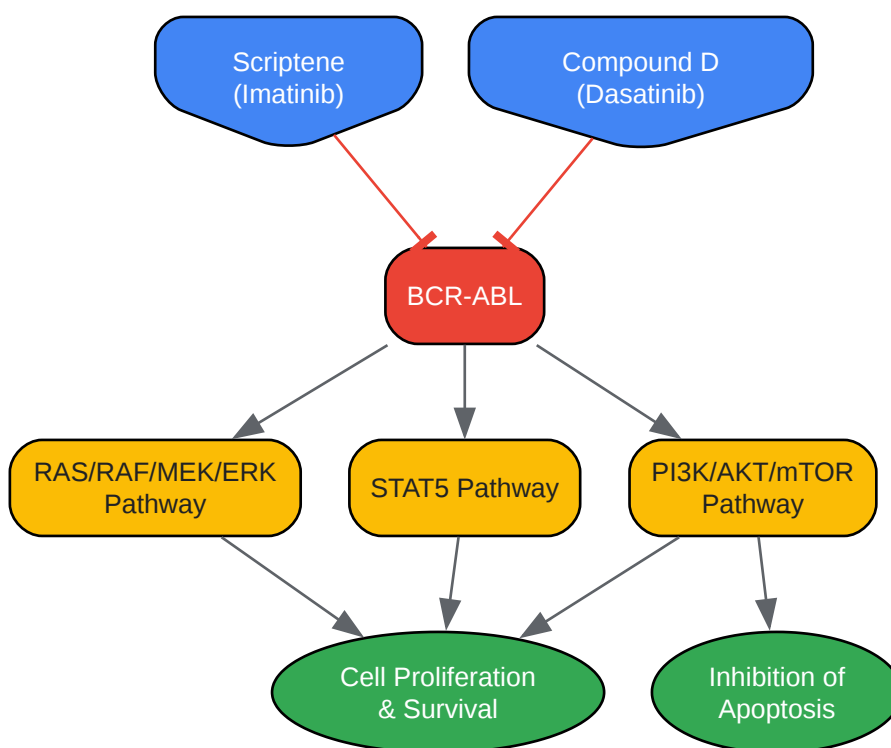 Scriptene
(Imatinib)
Compound D
(Dasatinib)
BCR-ABL
RAS/RAF/MEK/ERK
Pathway
STAT5 Pathway
PI3K/AKT/mTOR
Pathway
Cell Proliferation
& Survival
Inhibition of
Apoptosis